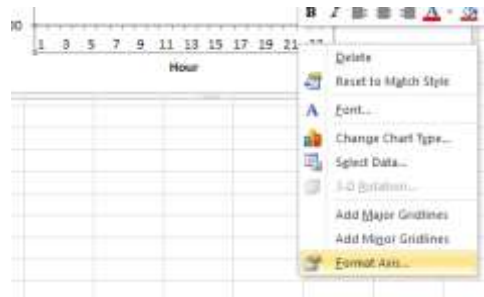 B I A
00
1 3 5 7 9 11 13 15 17 19 21
Hour
Delete
Reset to Match Style
A Font...
Change Chart Type...
Select Data...
3-D Rotation...
Add Major Gridlines
Add Minor Gridlines
Format Axis...